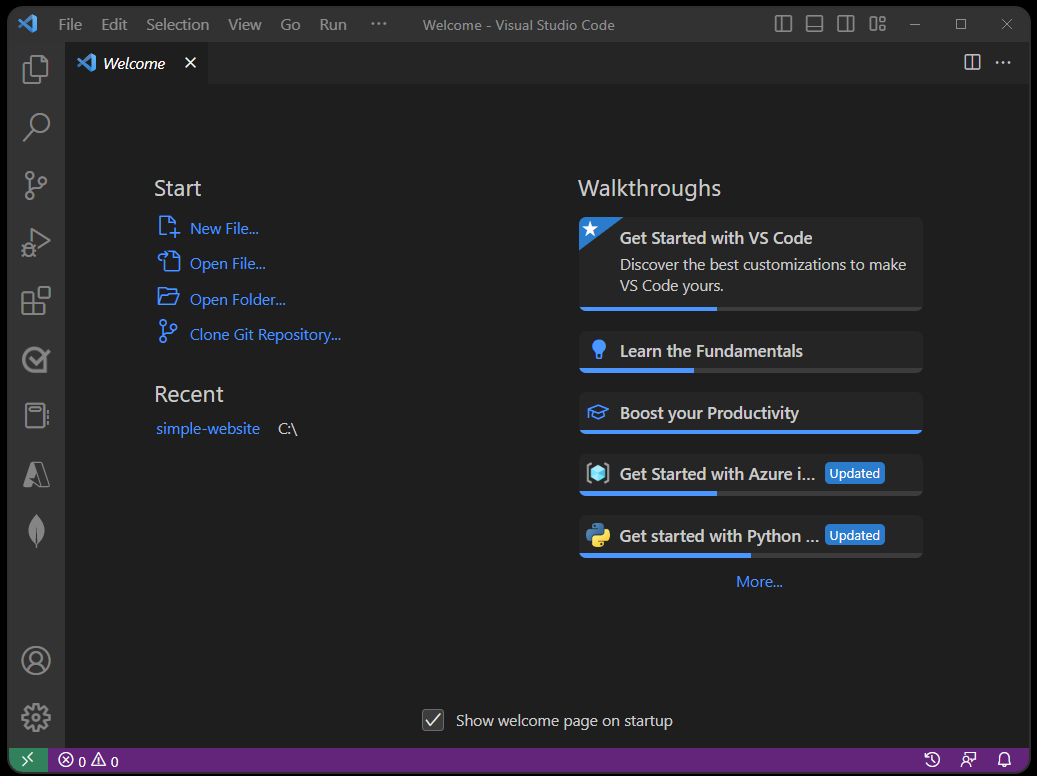 File Edit Selection View Go Run ··· Welcome - Visual Studio Code
Welcome
Start
New File...
Open File...
Open Folder...
Clone Git Repository...
Recent
simple-website C:\
Walkthroughs
Get Started with VS Code
Discover the best customizations to make
VS Code yours.
Learn the Fundamentals
Boost your Productivity
Get Started with Azure i... Updated
Get started with Python ... Updated
More...
Show welcome page on startup
0 0